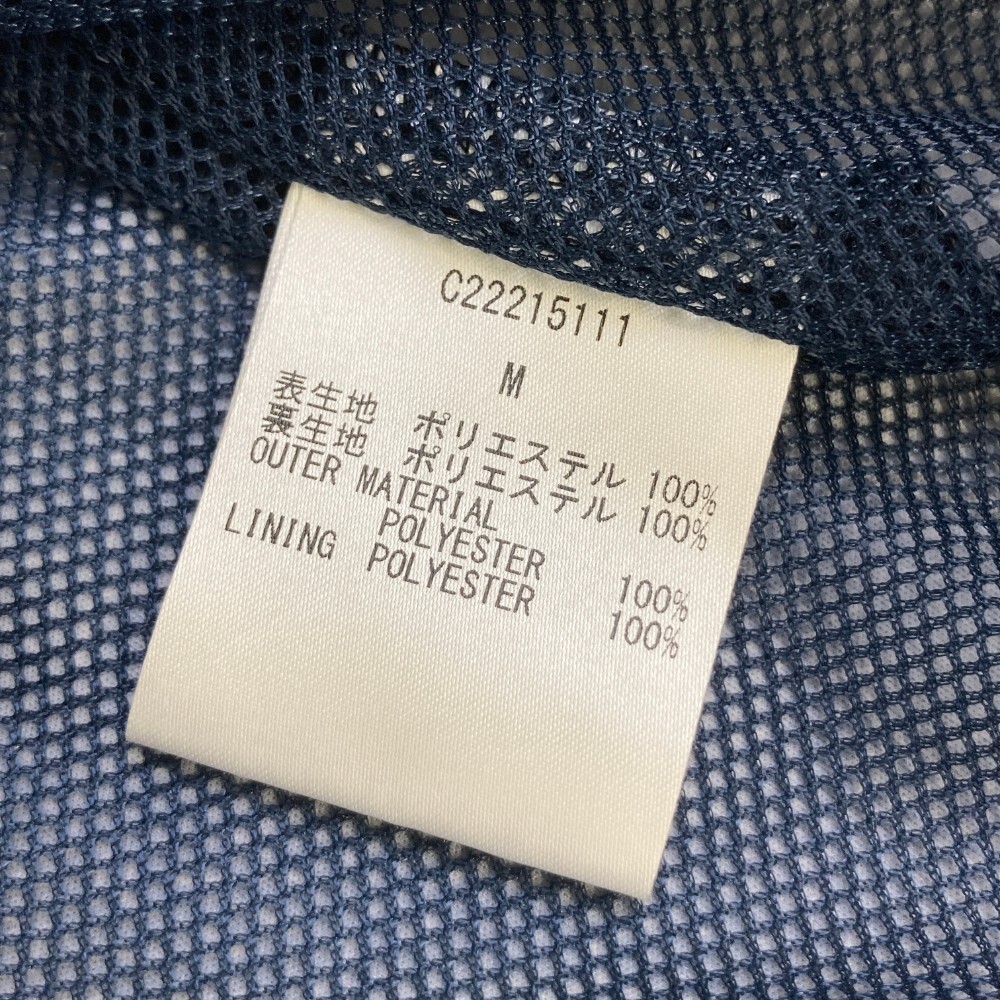 C22215111
M
表生地 ポリエステル 100%
裏生地 ポリエステル 100%
OUTER MATERIAL
POLYESTER 100%
LINING POLYESTER 100%